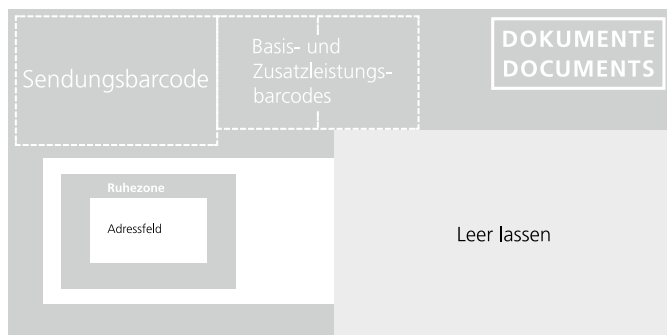 Sendungsbarcode
Basis- und
Zusatzleistungs-
barcodes
DOKUMENTE
DOCUMENTS
Ruhezone
Adressfeld
Leer lassen